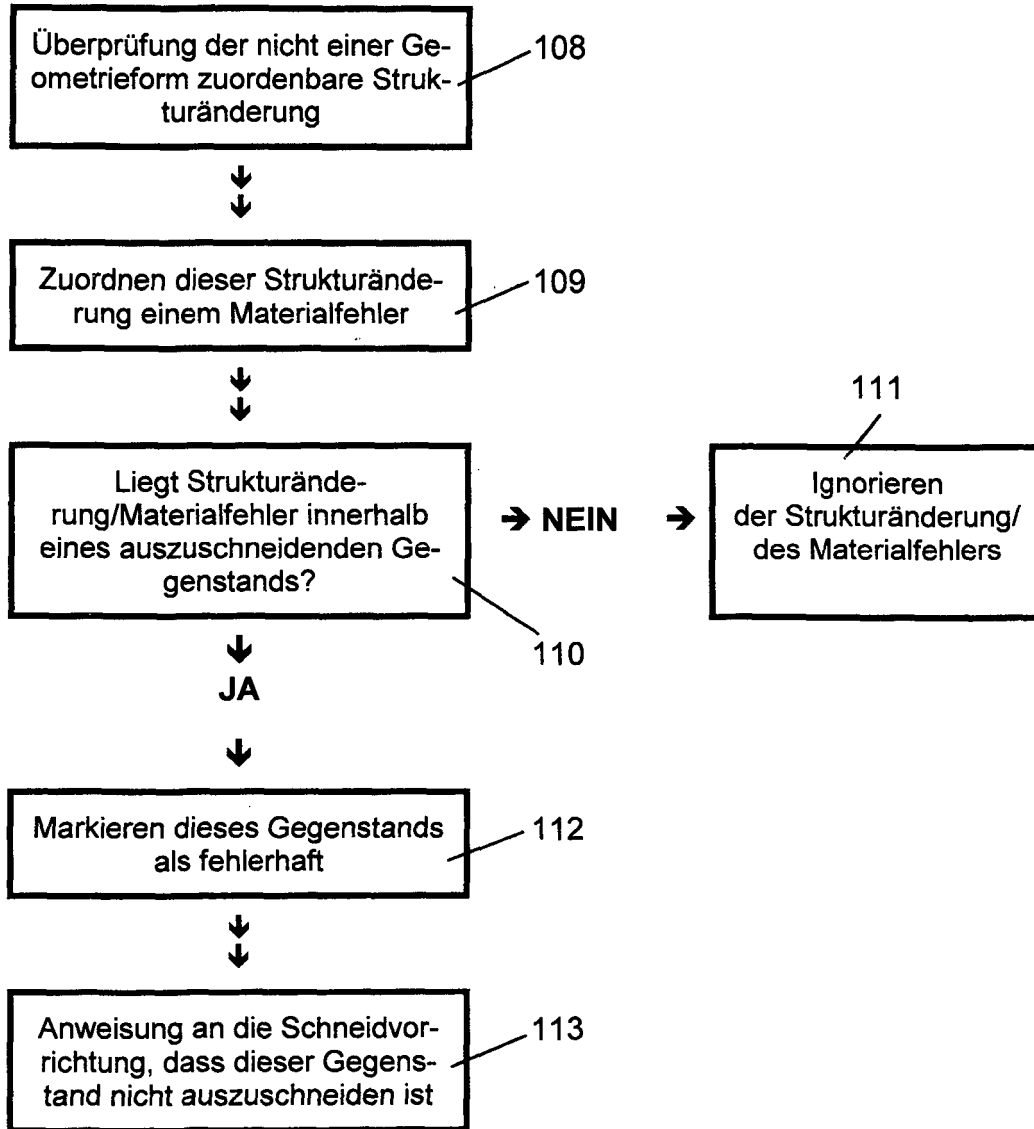 Überprüfung der nicht einer Ge-
ometrieform zuordenbare Struk-
turänderung
108
Zuordnen dieser Strukturände-
rung einem Materialfehler
109
Liegt Strukturände-
rung/Materialfehler innerhalb
eines auszuschneidenden Ge-
genstands?
110
→ NEIN →
111
Ignorieren
der Strukturänderung/
des Materialfehlers
JA
Markieren dieses Gegenstands
als fehlerhaft
112
Anweisung an die Schneidvor-
richtung, dass dieser Gegens-
tand nicht auszuschneiden ist
113